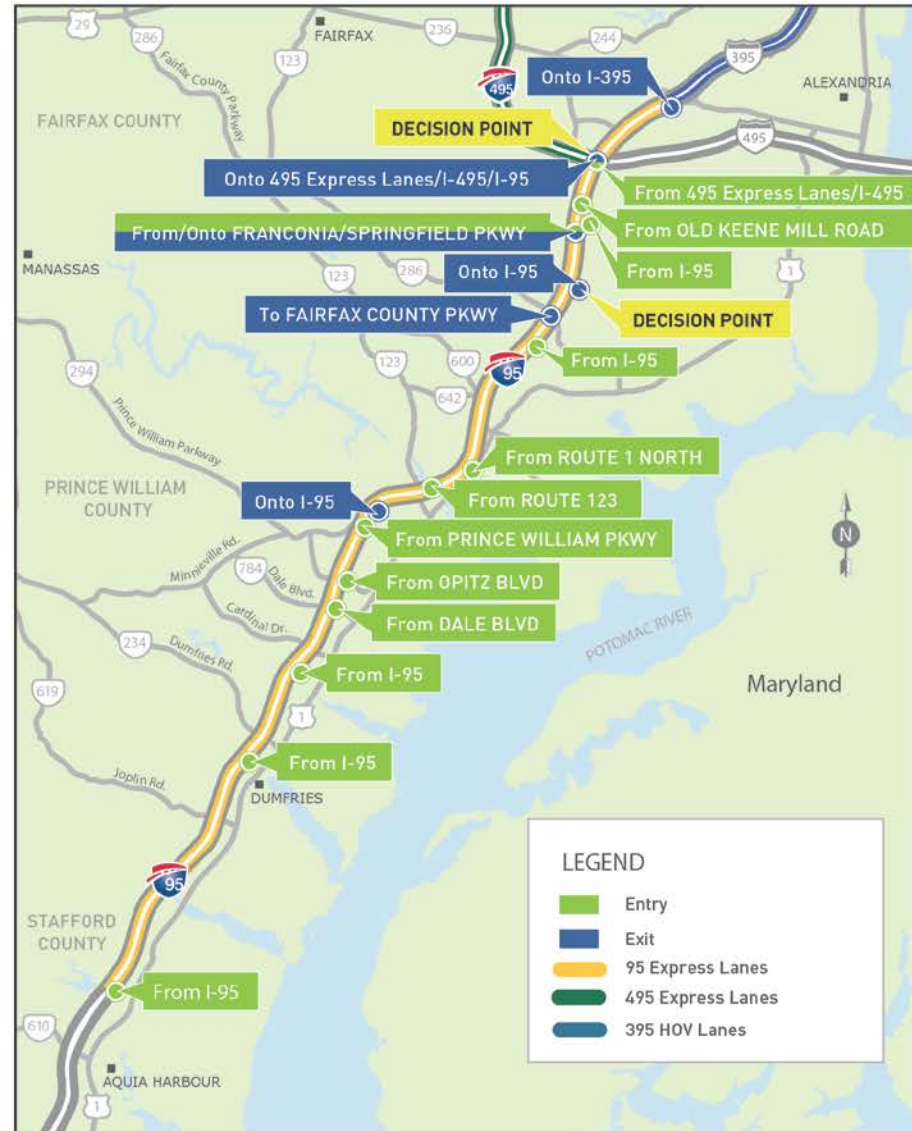 29
286
FAIRFAX
236
244
395
Onto I-395
ALEXANDRIA
Fairfax County Parkway
123
495
FAIRFAX COUNTY
DECISION POINT
495
Onto 495 Express Lanes/I-495/I-95
From 495 Express Lanes/I-495
From/Onto FRANCONIA/SPRINGFIELD PKWY
From OLD KEENE MILL ROAD
MANASSAS
123
286
Onto I-95
From I-95
1
To FAIRFAX COUNTY PKWY
DECISION POINT
294
123
600
95
From I-95
642
Prince William Parkway
From ROUTE 1 NORTH
PRINCE WILLIAM
COUNTY
Onto I-95
From ROUTE 123
N
From PRINCE WILLIAM PKWY
Minnieville Rd.
784
Dale Blvd.
From OPITZ BLVD
Cardinal Dr.
From DALE BLVD
POTOMAC RIVER
234
Dumfries Rd.
From I-95
Maryland
619
1
From I-95
Joplin Rd.
DUMFRIES
95
STAFFORD
COUNTY
From I-95
610
AQUIA HARBOUR
1
LEGEND
Entry
Exit
95 Express Lanes
495 Express Lanes
395 HOV Lanes